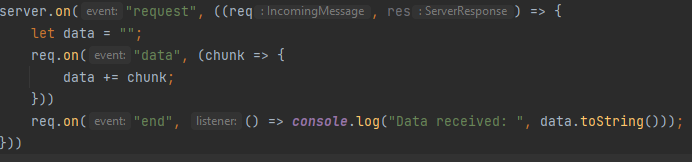 server.on( event: "request", ((req : IncomingMessage , res : ServerResponse ) => {
let data = "";
req.on( event: "data", (chunk => {
data += chunk;
}))
req.on( event: "end", listener: () => console.log("Data received: ", data.toString()));
}))